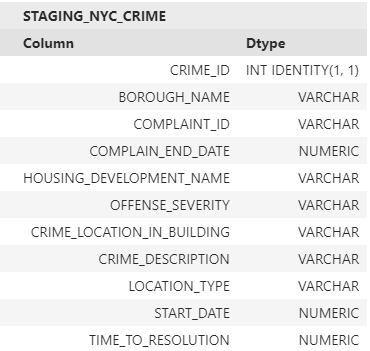 STAGING_NYC_CRIME
Column Dtype
CRIME_ID INT IDENTITY(1, 1)
BOROUGH_NAME VARCHAR
COMPLAINT_ID VARCHAR
COMPLAIN_END_DATE NUMERIC
HOUSING_DEVELOPMENT_NAME VARCHAR
OFFENSE_SEVERITY VARCHAR
CRIME_LOCATION_IN_BUILDING VARCHAR
CRIME_DESCRIPTION VARCHAR
LOCATION_TYPE VARCHAR
START_DATE NUMERIC
TIME_TO_RESOLUTION NUMERIC